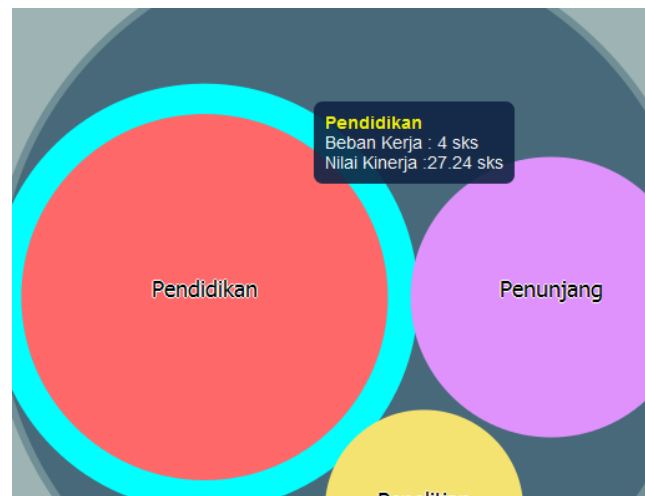 Pendidikan
Beban Kerja : 4 sks
Nilai Kinerja :27.24 sks
Pendidikan
Penunjang